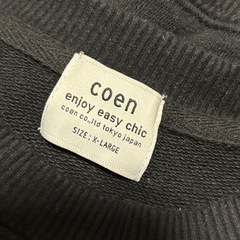 coen
enjoy easy chic
coen co.,ltd tokyo japan
SIZE : X-LARGE